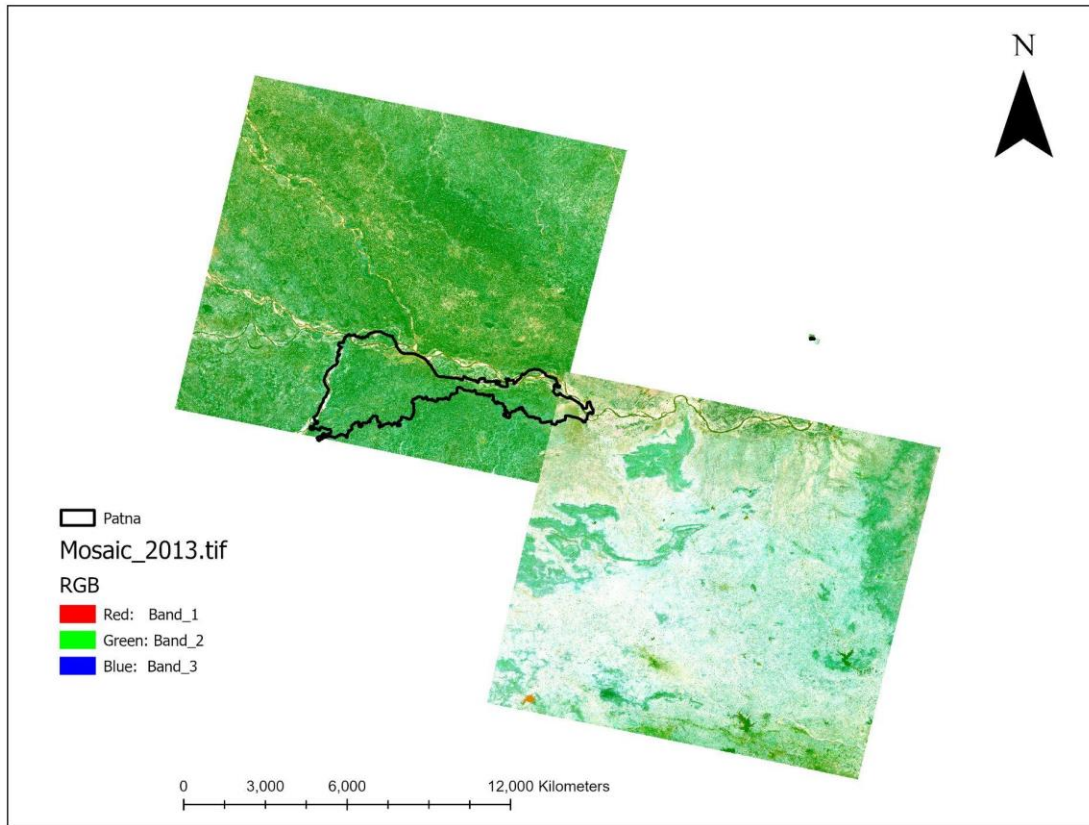 N
Patna
Mosaic_2013.tif
RGB
Red: Band_1
Green: Band_2
Blue: Band_3
0 3,000 6,000 12,000 Kilometers